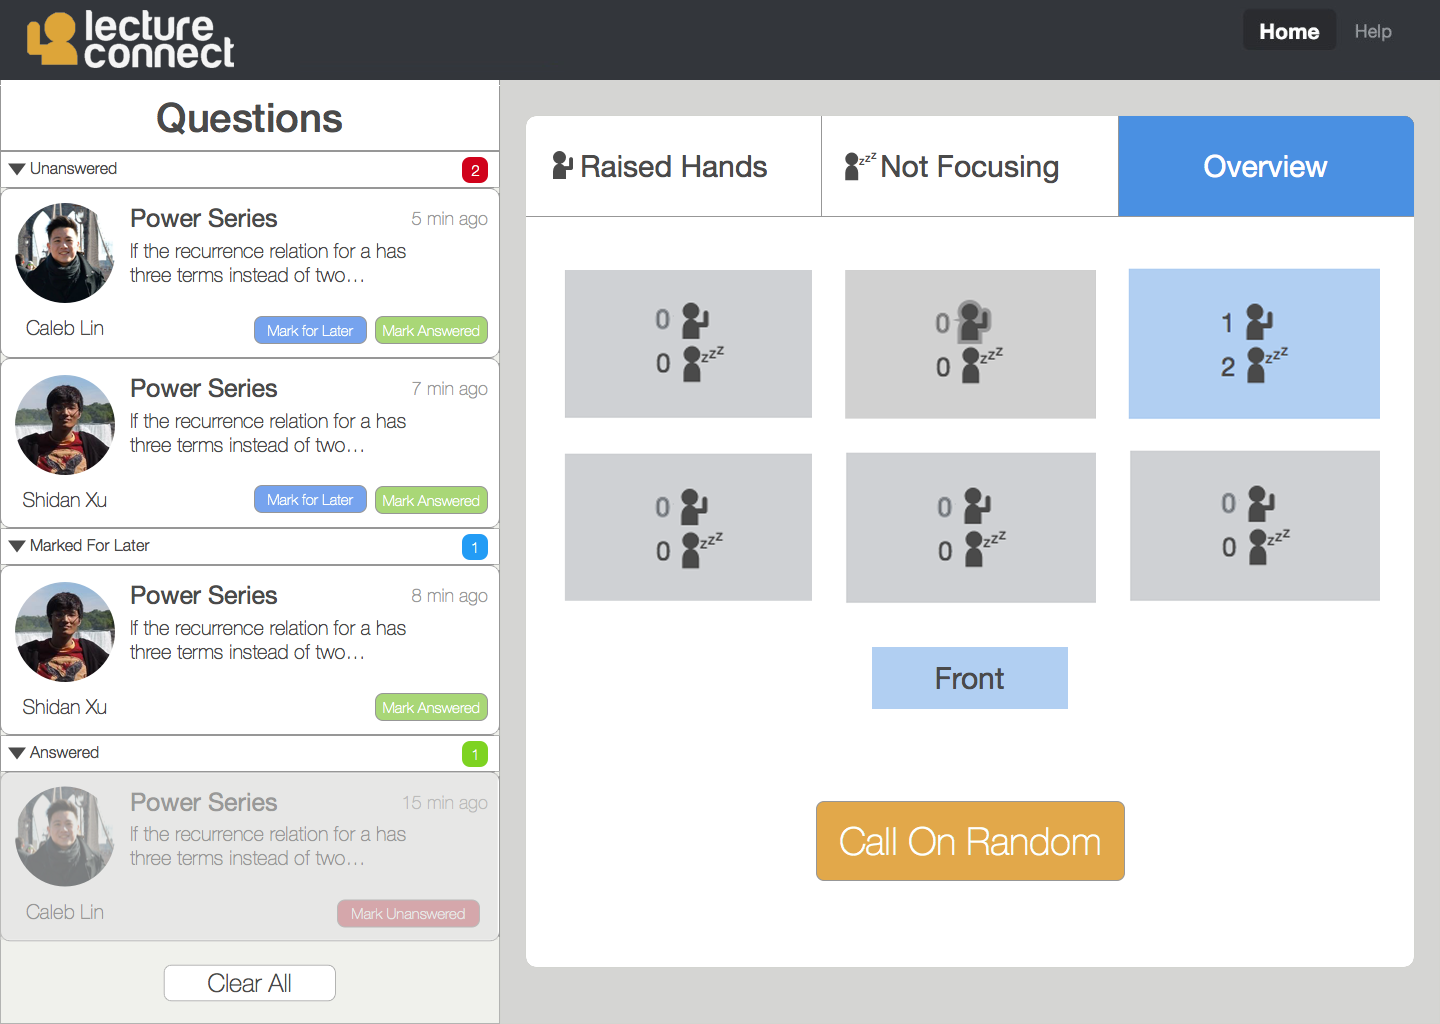 lecture
connect
Home
Help
Questions
Unanswered
2
Power Series
5 min ago
If the recurrence relation for a has
three terms instead of two…
Caleb Lin
Mark for Later
Mark Answered
Power Series
7 min ago
If the recurrence relation for a has
three terms instead of two…
Shidan Xu
Mark for Later
Mark Answered
Marked For Later
1
Power Series
8 min ago
If the recurrence relation for a has
three terms instead of two…
Shidan Xu
Mark Answered
Answered
1
Power Series
15 min ago
If the recurrence relation for a has
three terms instead of two…
Caleb Lin
Mark Unanswered
Clear All
Raised Hands
zzz Not Focusing
Overview
0
0 zzz
0
0 zzz
1
2 zzz
0
0 zzz
0
0 zzz
0
0 zzz
Front
Call On Random